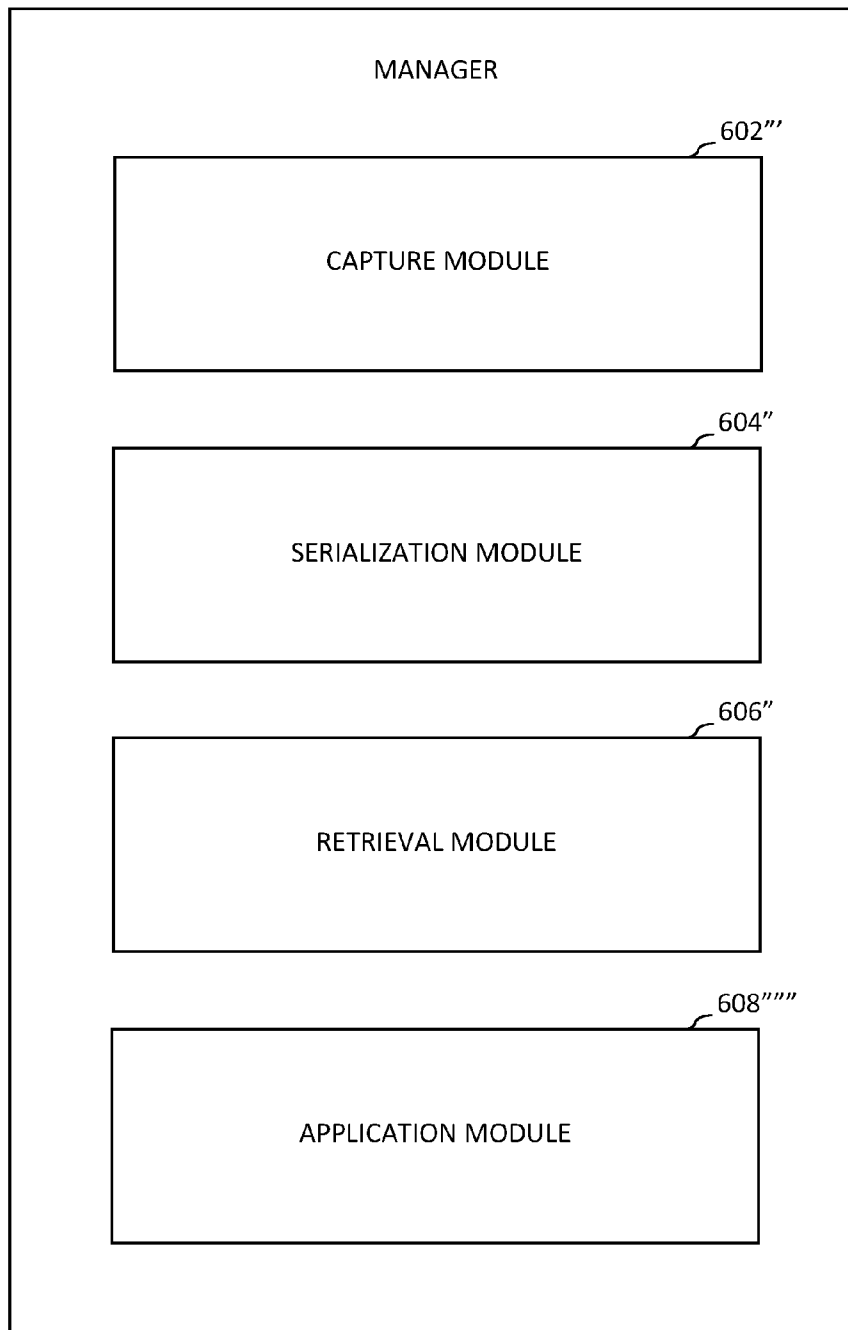 MANAGER
602”’
CAPTURE MODULE
604”
SERIALIZATION MODULE
606”
RETRIEVAL MODULE
608”””
APPLICATION MODULE